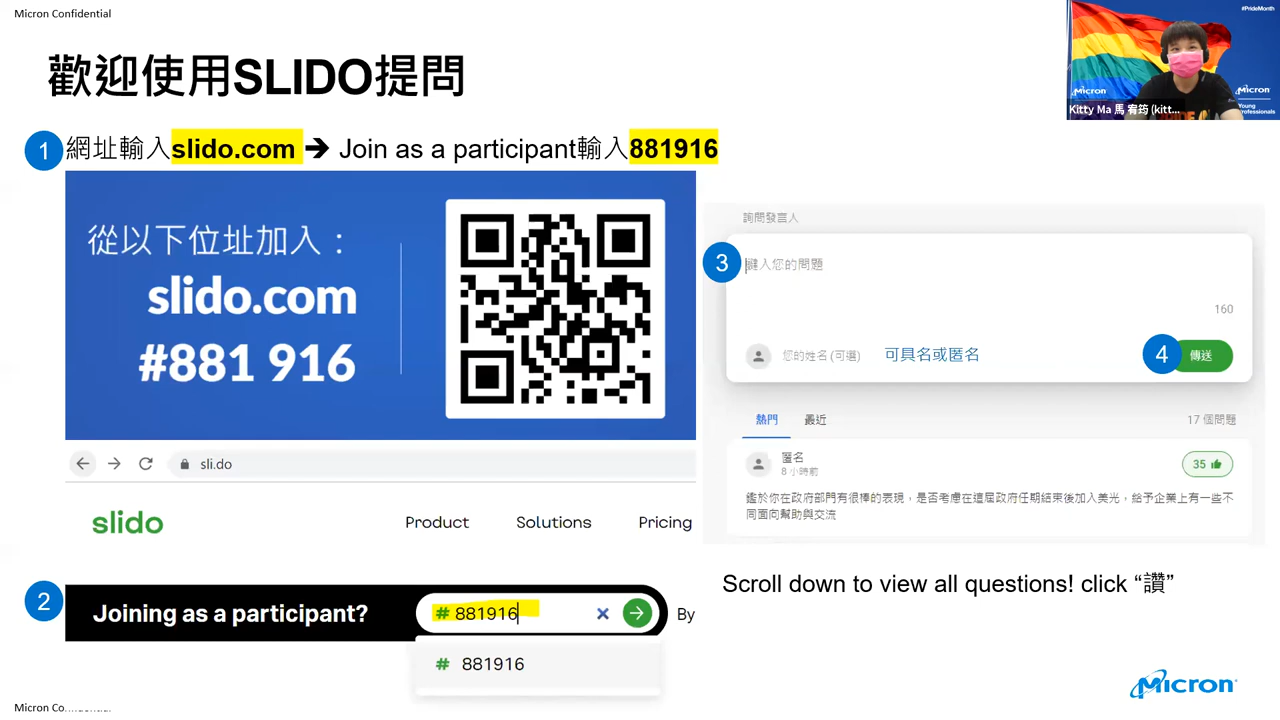 Micron Confidential
#PrideMonth
歡迎使用SLIDO提問
Micron
Micron
Young
Professionals
Kitty Ma 馬 宥筠 (kitt...
1 網址輸入slido.com ➔ Join as a participant輸入881916
從以下位址加入：
slido.com
#881 916
詢問發言人
3 鍵入您的問題
160
您的姓名 (可選) 可具名或匿名 4 傳送
熱門 最近 17 個問題
匿名
8 小時前
35
鑑於你在政府部門有很棒的表現，是否考慮在這屆政府任期結束後加入美光，給予企業上有一些不
同面向幫助與交流
sli.do
slido Product Solutions Pricing
2 Joining as a participant? # 881916 By
# 881916
Scroll down to view all questions! click “讚”
Micron